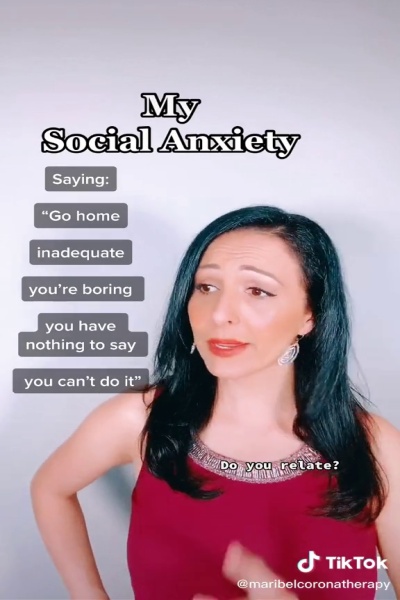 My
Social Anxiety
Saying:
“Go home
inadequate
you’re boring
you have
nothing to say
you can’t do it”
Do you relate?
TikTok
@maribelcoronatherapy